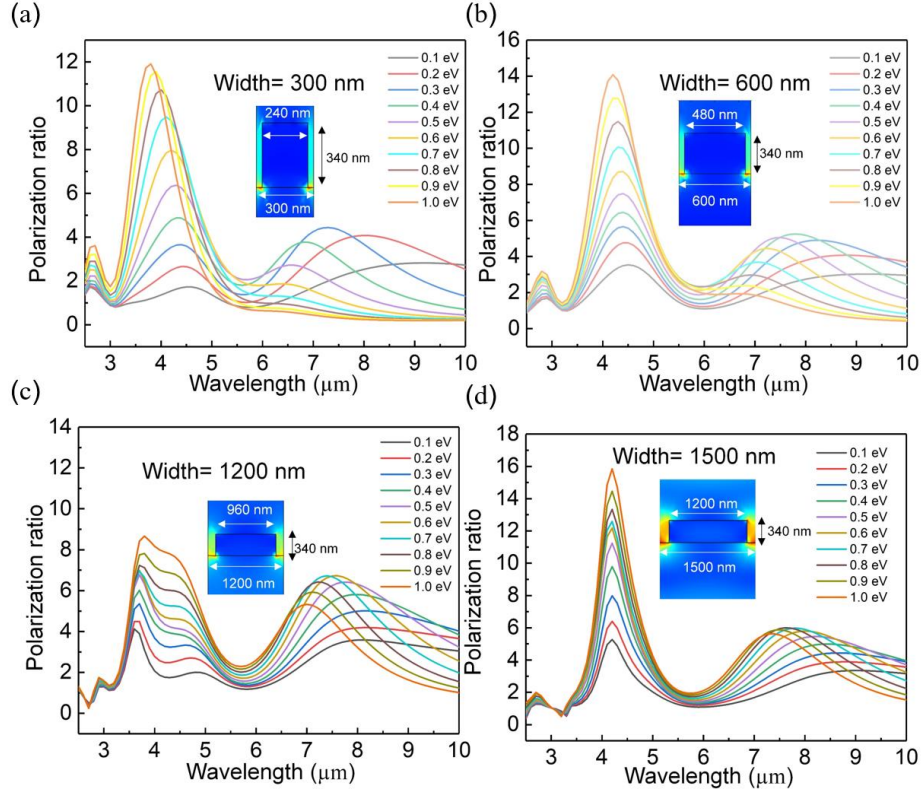 (a)
Polarization ratio
12
10
8
6
4
2
0
3
4
5
6
7
8
9
10
Wavelength (μm)
Width= 300 nm
240 nm
340 nm
300 nm
0.1 eV
0.2 eV
0.3 eV
0.4 eV
0.5 eV
0.6 eV
0.7 eV
0.8 eV
0.9 eV
1.0 eV
(b)
Polarization ratio
16
14
12
10
8
6
4
2
0
3
4
5
6
7
8
9
10
Wavelength (μm)
Width= 600 nm
480 nm
340 nm
600 nm
0.1 eV
0.2 eV
0.3 eV
0.4 eV
0.5 eV
0.6 eV
0.7 eV
0.8 eV
0.9 eV
1.0 eV
(c)
Polarization ratio
14
12
10
8
6
4
2
0
3
4
5
6
7
8
9
10
Wavelength (μm)
Width= 1200 nm
960 nm
340 nm
1200 nm
0.1 eV
0.2 eV
0.3 eV
0.4 eV
0.5 eV
0.6 eV
0.7 eV
0.8 eV
0.9 eV
1.0 eV
(d)
Polarization ratio
18
16
14
12
10
8
6
4
2
0
3
4
5
6
7
8
9
10
Wavelength (μm)
Width= 1500 nm
1200 nm
340 nm
1500 nm
0.1 eV
0.2 eV
0.3 eV
0.4 eV
0.5 eV
0.6 eV
0.7 eV
0.8 eV
0.9 eV
1.0 eV